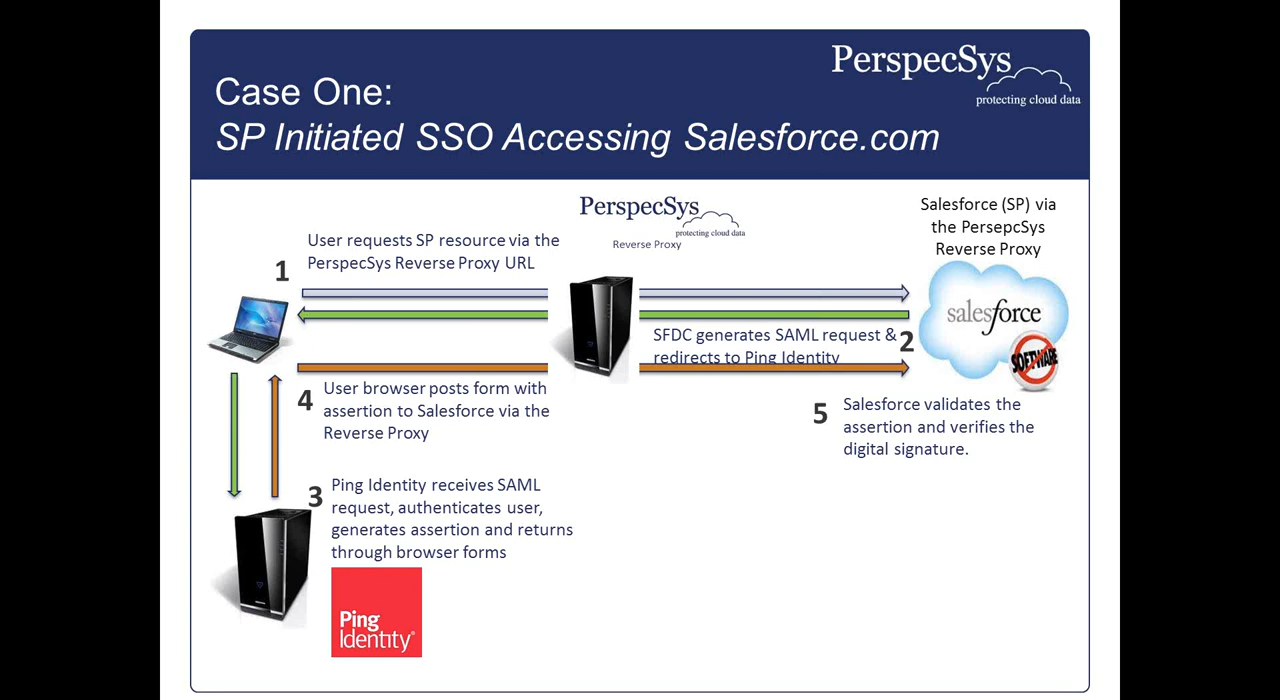 PerspecSys
protecting cloud data
Case One:
SP Initiated SSO Accessing Salesforce.com
PerspecSys
protecting cloud data
Reverse Proxy
Salesforce (SP) via
the PersepcSys
Reverse Proxy
User requests SP resource via the
PerspecSys Reverse Proxy URL
1
salesforce
SOFTWARE
SFDC generates SAML request &
redirects to Ping Identity
2
4
User browser posts form with
assertion to Salesforce via the
Reverse Proxy
5
Salesforce validates the
assertion and verifies the
digital signature.
3
Ping Identity receives SAML
request, authenticates user,
generates assertion and returns
through browser forms
Ping
Identity®